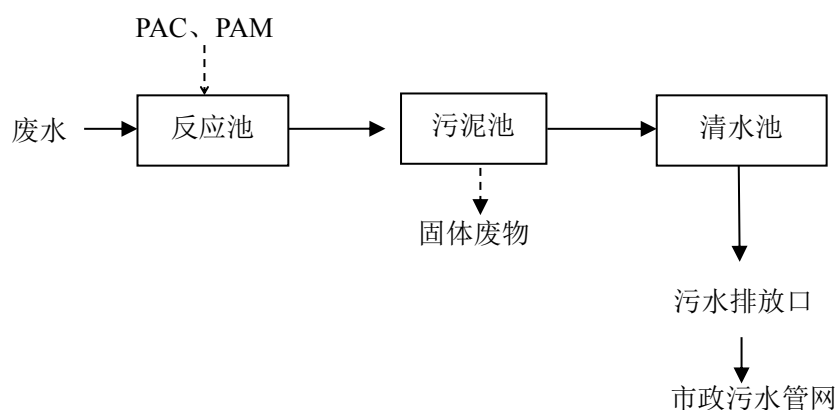 PAC、PAM
废水
反应池
污泥池
清水池
固体废物
污水排放口
市政污水管网